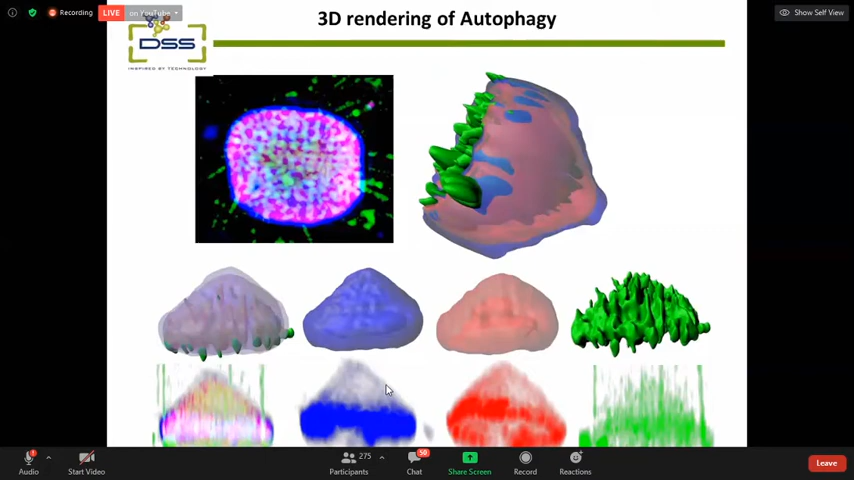 Recording
LIVE
on YouTube
Show Self View
3D rendering of Autophagy
DSS
INSPIRED BY TECHNOLOGY
Audio
Start Video
275
Participants
50
Chat
Share Screen
Record
Reactions
Leave